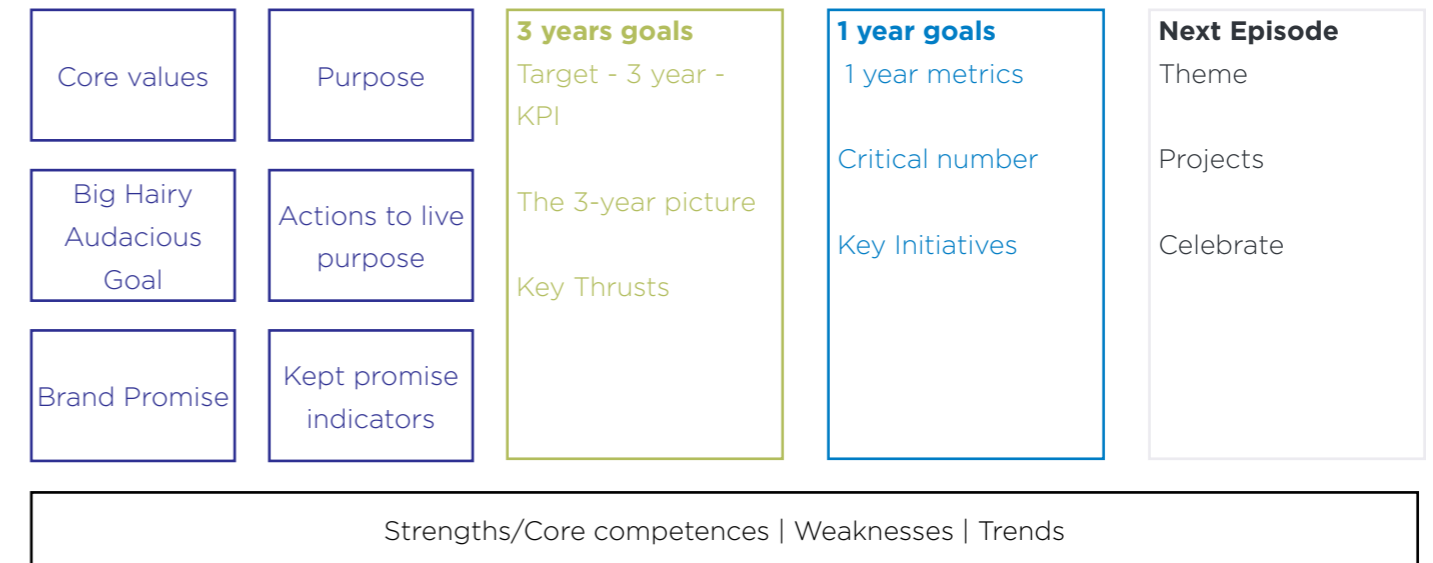 Core values
Purpose
Big Hairy
Audacious
Goal
Actions to live
purpose
Brand Promise
Kept promise
indicators
3 years goals
Target - 3 year -
KPI
The 3-year picture
Key Thrusts
1 year goals
1 year metrics
Critical number
Key Initiatives
Next Episode
Theme
Projects
Celebrate
Strengths/Core competences | Weaknesses | Trends